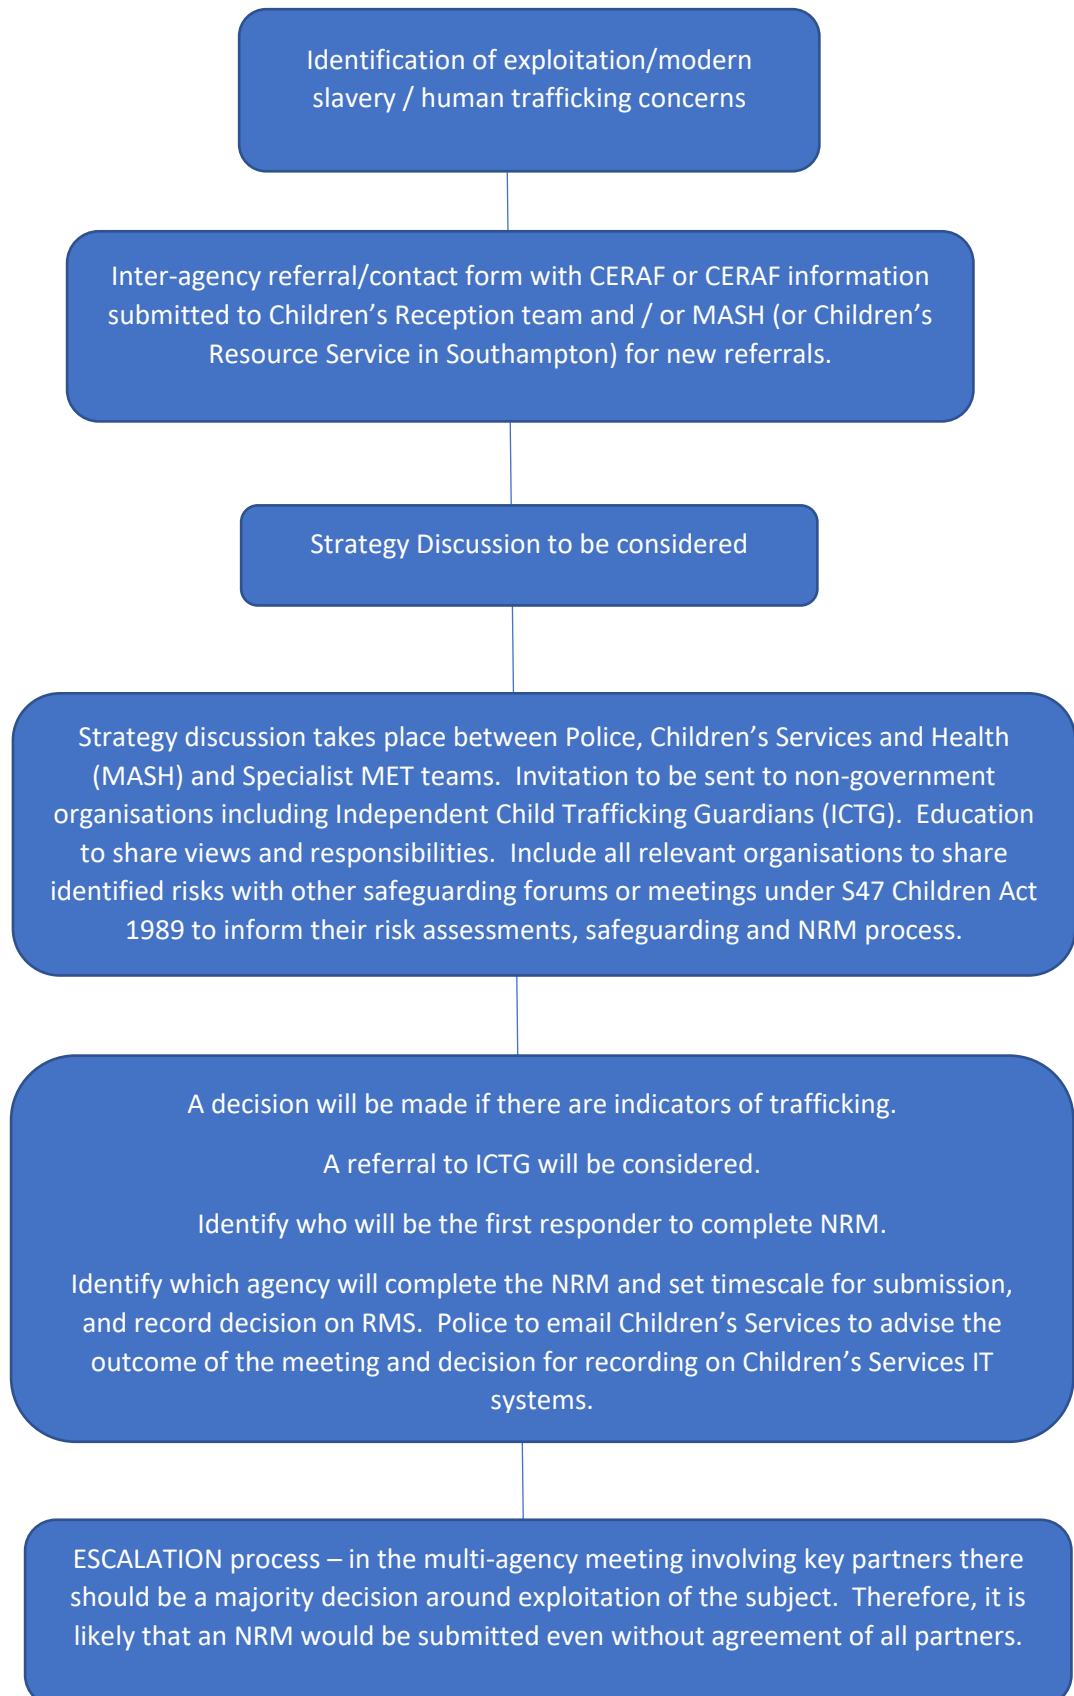 Identification of exploitation/modern
slavery / human trafficking concerns
Inter-agency referral/contact form with CERAF or CERAF information
submitted to Children’s Reception team and / or MASH (or Children’s
Resource Service in Southampton) for new referrals.
Strategy Discussion to be considered
Strategy discussion takes place between Police, Children’s Services and Health
(MASH) and Specialist MET teams.  Invitation to be sent to non-government
organisations including Independent Child Trafficking Guardians (ICTG).  Education
to share views and responsibilities.  Include all relevant organisations to share
identified risks with other safeguarding forums or meetings under S47 Children Act
1989 to inform their risk assessments, safeguarding and NRM process.
A decision will be made if there are indicators of trafficking.
A referral to ICTG will be considered.
Identify who will be the first responder to complete NRM.
Identify which agency will complete the NRM and set timescale for submission,
and record decision on RMS.  Police to email Children’s Services to advise the
outcome of the meeting and decision for recording on Children’s Services IT
systems.
ESCALATION process – in the multi-agency meeting involving key partners there
should be a majority decision around exploitation of the subject.  Therefore, it is
likely that an NRM would be submitted even without agreement of all partners.